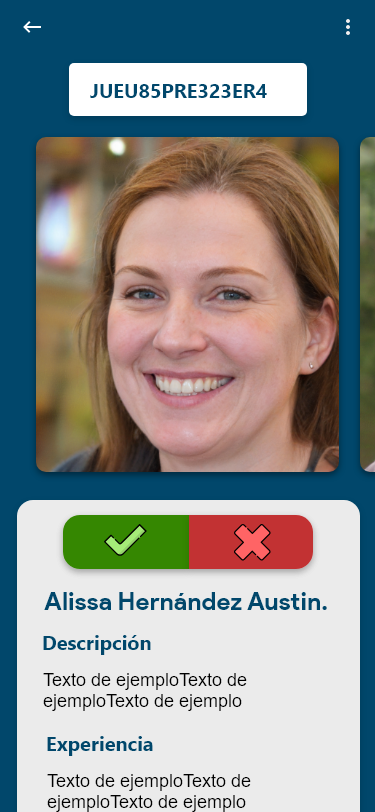 JUEU85PRE323ER4
Alissa Hernández Austin.
Descripción
Texto de ejemploTexto de
ejemploTexto de ejemplo
Experiencia
Texto de ejemploTexto de
ejemploTexto de ejemplo